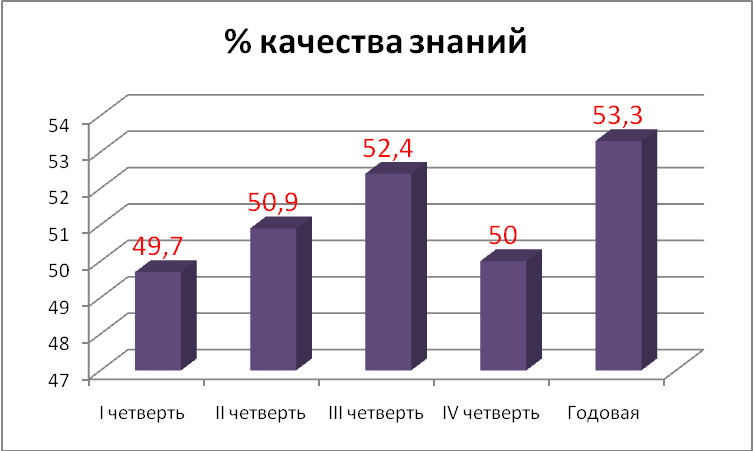 % качества знаний
54
53
52
51
50
49
48
47
49,7
50,9
52,4
50
53,3
I четверть
II четверть
III четверть
IV четверть
Годовая